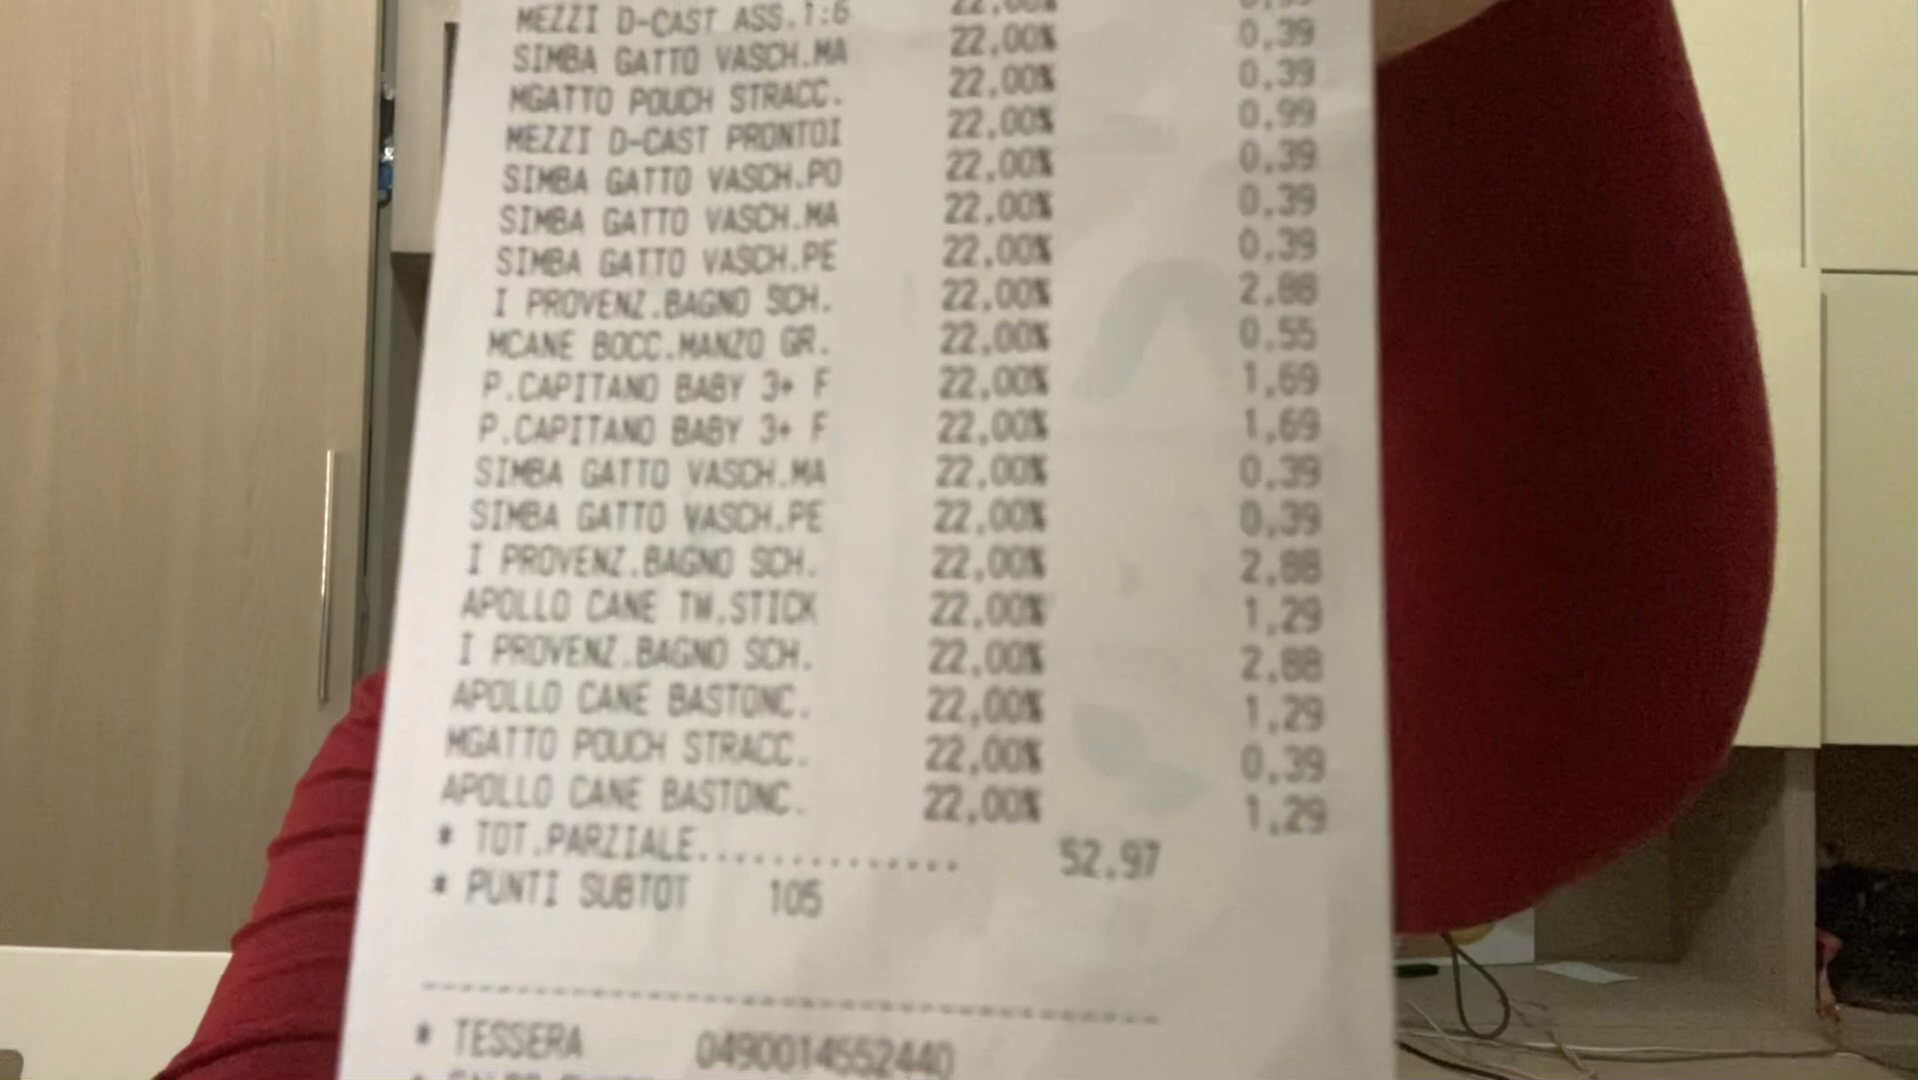 MEZZI D-CAST ASS.1:6 22,00%
SIMBA GATTO VASCH.MA 22,00% 0,39
MGATTO POUCH STRACC. 22,00% 0,39
MEZZI D-CAST PRONTOI 22,00% 0,99
SIMBA GATTO VASCH.PO 22,00% 0,39
SIMBA GATTO VASCH.MA 22,00% 0,39
SIMBA GATTO VASCH.PE 22,00% 0,39
I PROVENZ.BAGNO SCH. 22,00% 2,88
MCANE BOCC.MANZO GR. 22,00% 0,55
P.CAPITANO BABY 3+ F 22,00% 1,69
P.CAPITANO BABY 3+ F 22,00% 1,69
SIMBA GATTO VASCH.MA 22,00% 0,39
SIMBA GATTO VASCH.PE 22,00% 0,39
I PROVENZ.BAGNO SCH. 22,00% 2,88
APOLLO CANE TW.STICK 22,00% 1,29
I PROVENZ.BAGNO SCH. 22,00% 2,88
APOLLO CANE BASTONC. 22,00% 1,29
MGATTO POUCH STRACC. 22,00% 0,39
APOLLO CANE BASTONC. 22,00% 1,29
* TOT.PARZIALE............... 52,97
* PUNTI SUBTOT 105
* TESSERA 0490014552440